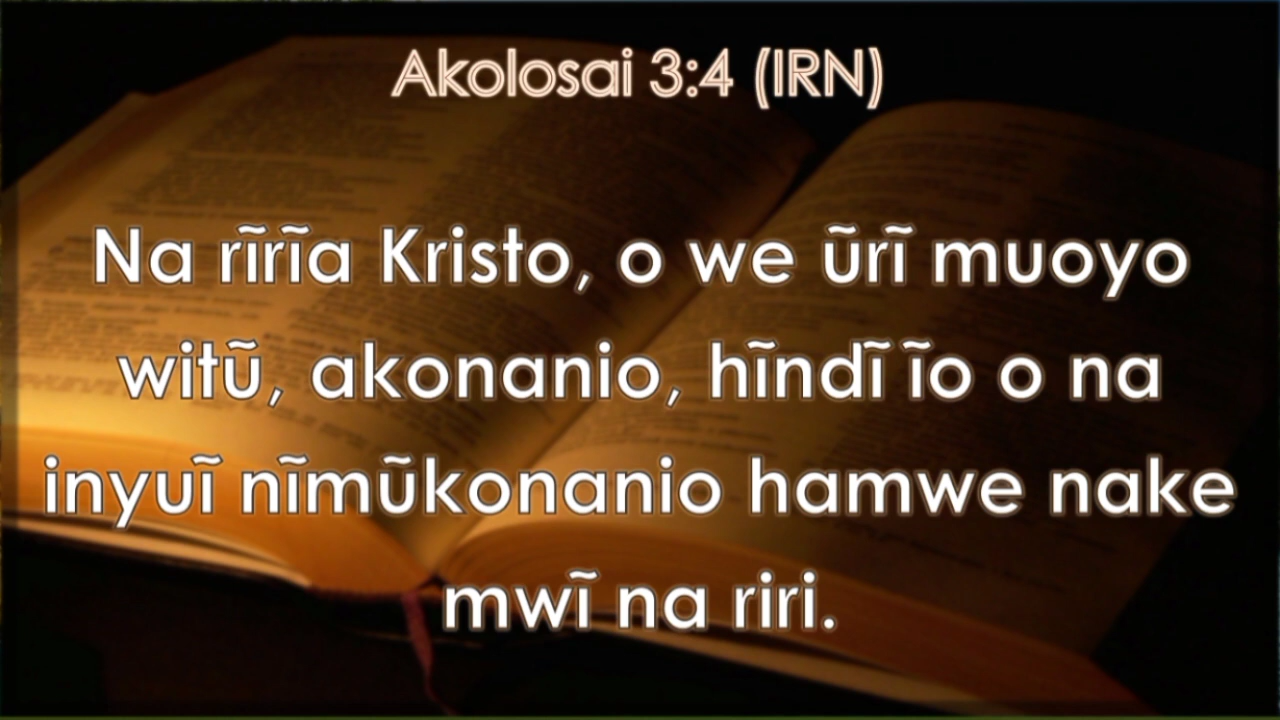 Akolosai 3:4 (IRN)
Na rĩrĩa Kristo, o we ũrĩ muoyo
witũ, akonanio, hĩndĩ ĩo o na
inyuĩ nĩmũkonanio hamwe nake
mwĩ na riri.